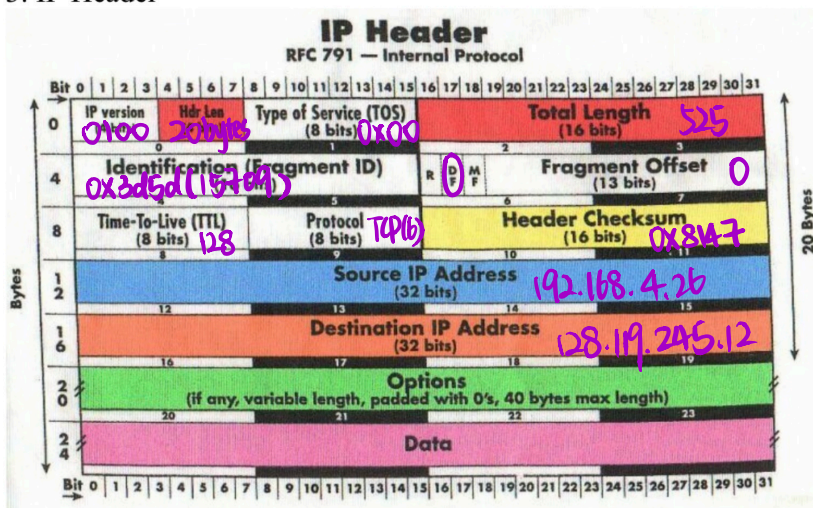 3. IP Header
IP Header
RFC 791 — Internal Protocol
Bit 0 1 2 3 4 5 6 7 8 9 10 11 12 13 14 15 16 17 18 19 20 21 22 23 24 25 26 27 28 29 30 31
0 IP version 0100 Hdr Len 20bytes Type of Service (TOS) (8 bits) 0x00 Total Length (16 bits) 525
0 1 2 3
4 Identification (Fragment ID) 0x3d5d(15709) R DF MF Fragment Offset (13 bits) 0
5 6 7
8 Time-To-Live (TTL) (8 bits) 128 Protocol (8 bits) TCP(6) Header Checksum (16 bits) 0x8147
8 9 10 11
12 Source IP Address (32 bits) 192.168.4.26
12 13 14 15
16 Destination IP Address (32 bits) 128.119.245.12
16 17 18 19
20 Options
(if any, variable length, padded with 0's, 40 bytes max length)
20 21 22 23
24 Data
Bit 0 1 2 3 4 5 6 7 8 9 10 11 12 13 14 15 16 17 18 19 20 21 22 23 24 25 26 27 28 29 30 31
Bytes
20 Bytes